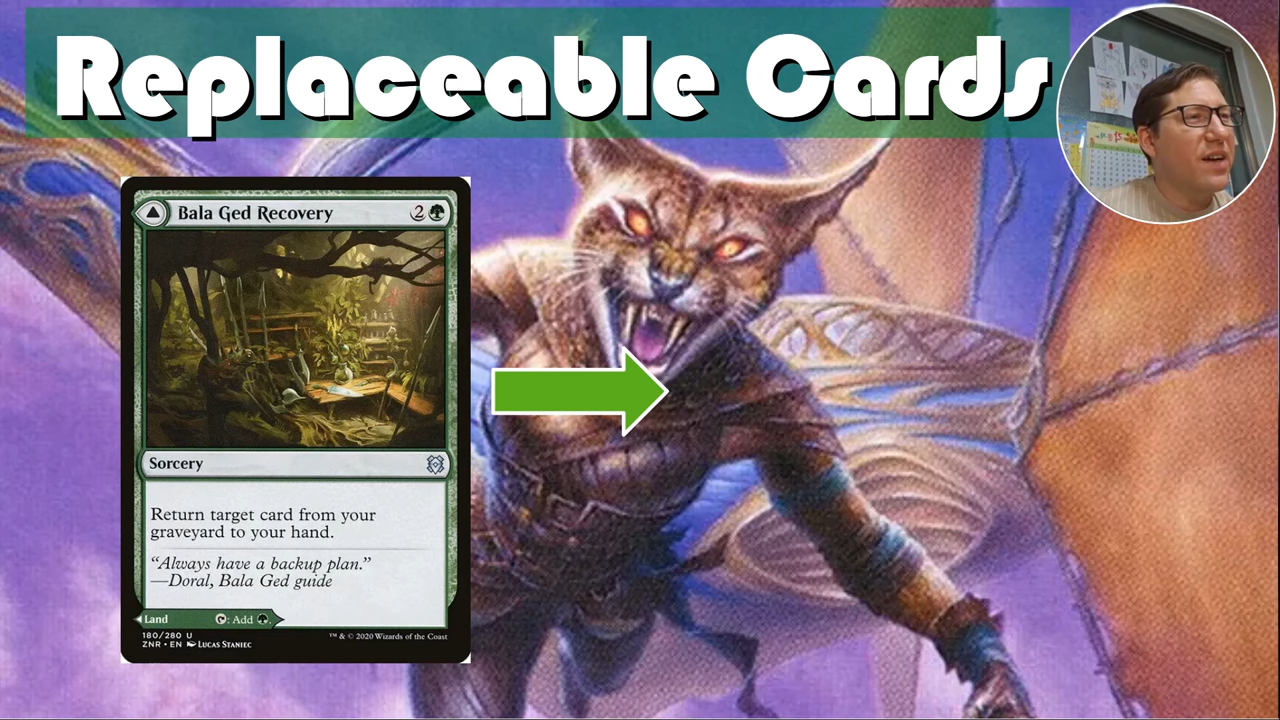 Replaceable Cards
Bala Ged Recovery 2
Sorcery
Return target card from your
graveyard to your hand.
“Always have a backup plan.”
—Doral, Bala Ged guide
Land : Add .
180/280 U
ZNR • EN LUCAS STANIEC
™ & © 2020 Wizards of the Coast